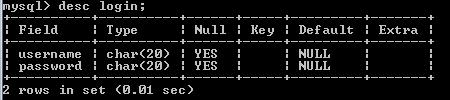 mysql> desc login;
+----------+----------+------+-----+---------+-------+
| Field    | Type     | Null | Key | Default | Extra |
+----------+----------+------+-----+---------+-------+
| username | char(20) | YES  |     | NULL    |       |
| password | char(20) | YES  |     | NULL    |       |
+----------+----------+------+-----+---------+-------+
2 rows in set (0.01 sec)